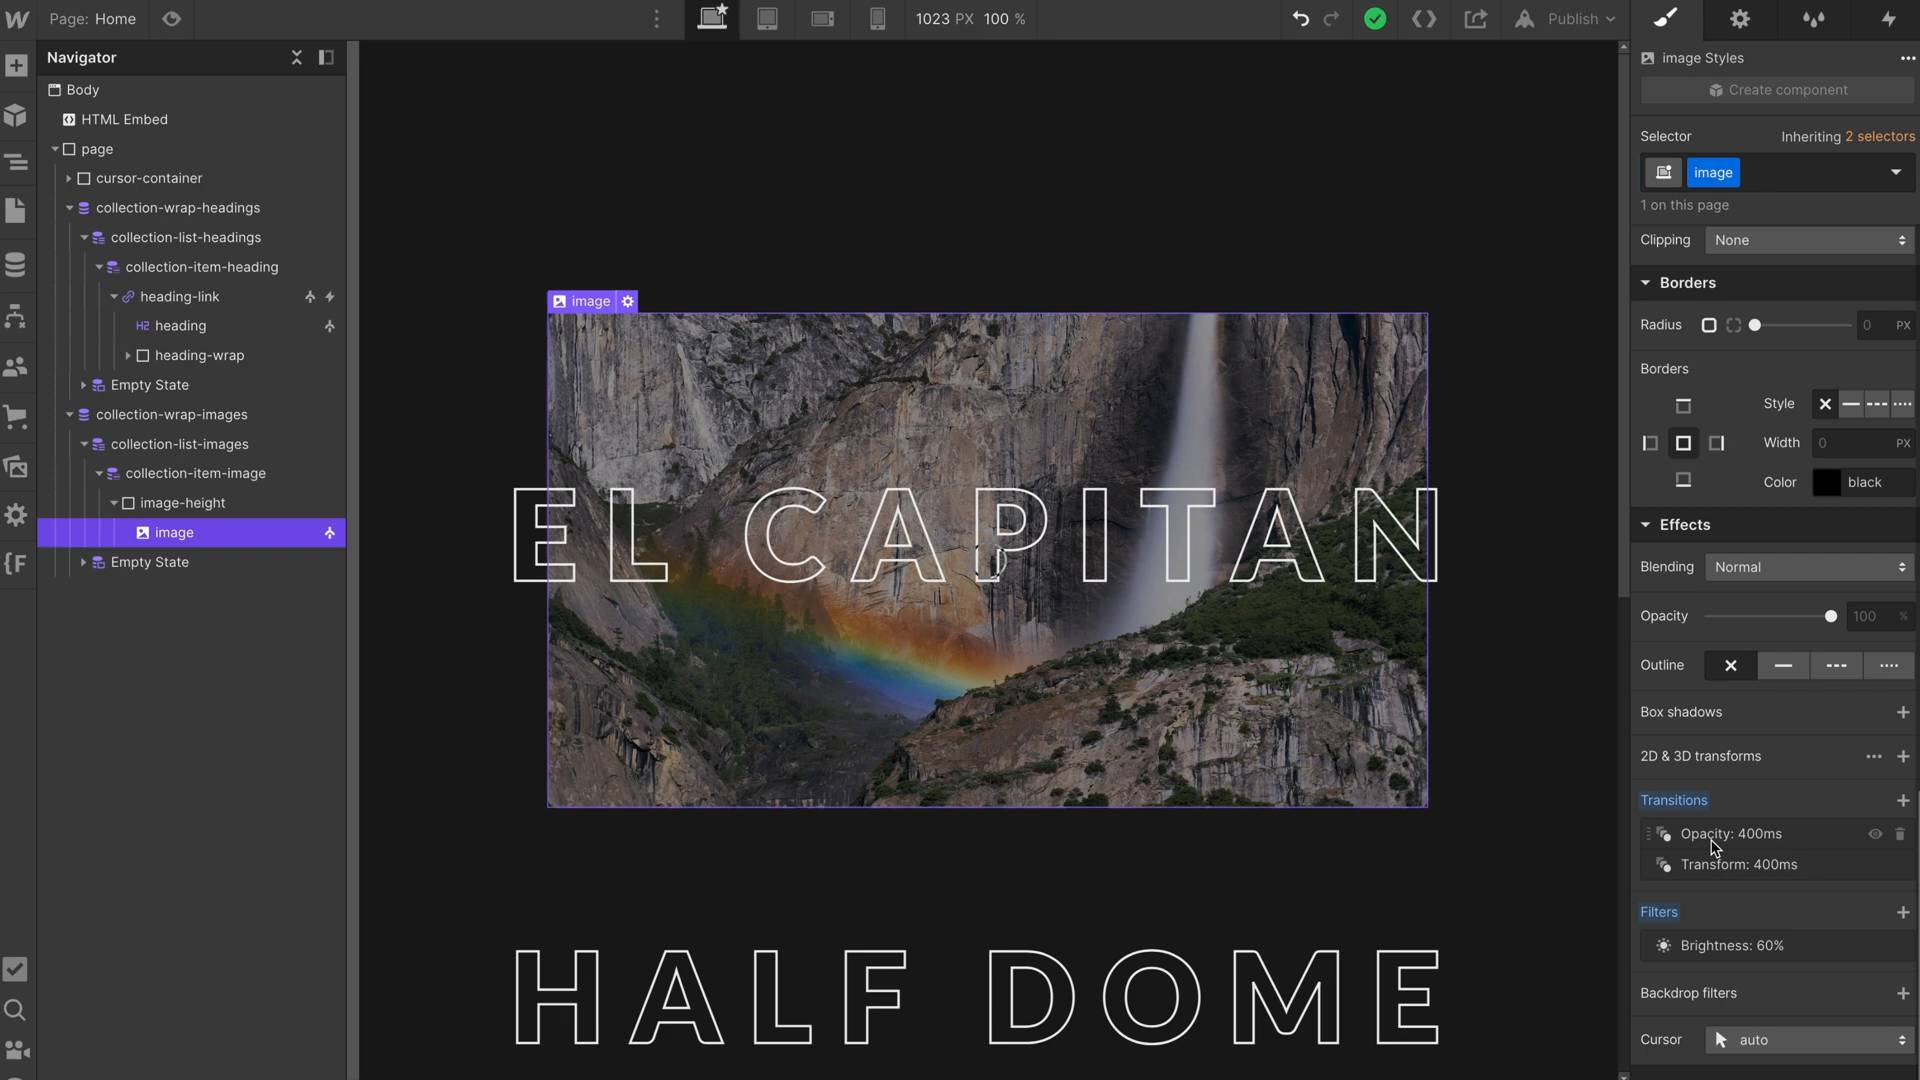 Page: Home
1023 PX 100 %
Publish
Navigator
Body
HTML Embed
page
cursor-container
collection-wrap-headings
collection-list-headings
collection-item-heading
heading-link
H2 heading
heading-wrap
Empty State
collection-wrap-images
collection-list-images
collection-item-image
image-height
image
Empty State
image
EL CAPITAN
HALF DOME
image Styles
Create component
Selector
Inheriting 2 selectors
image
1 on this page
Clipping
None
Borders
Radius
0 PX
Borders
Style
Width
0 PX
Color
black
Effects
Blending
Normal
Opacity
100 %
Outline
Box shadows
2D & 3D transforms
Transitions
Opacity: 400ms
Transform: 400ms
Filters
Brightness: 60%
Backdrop filters
Cursor
auto